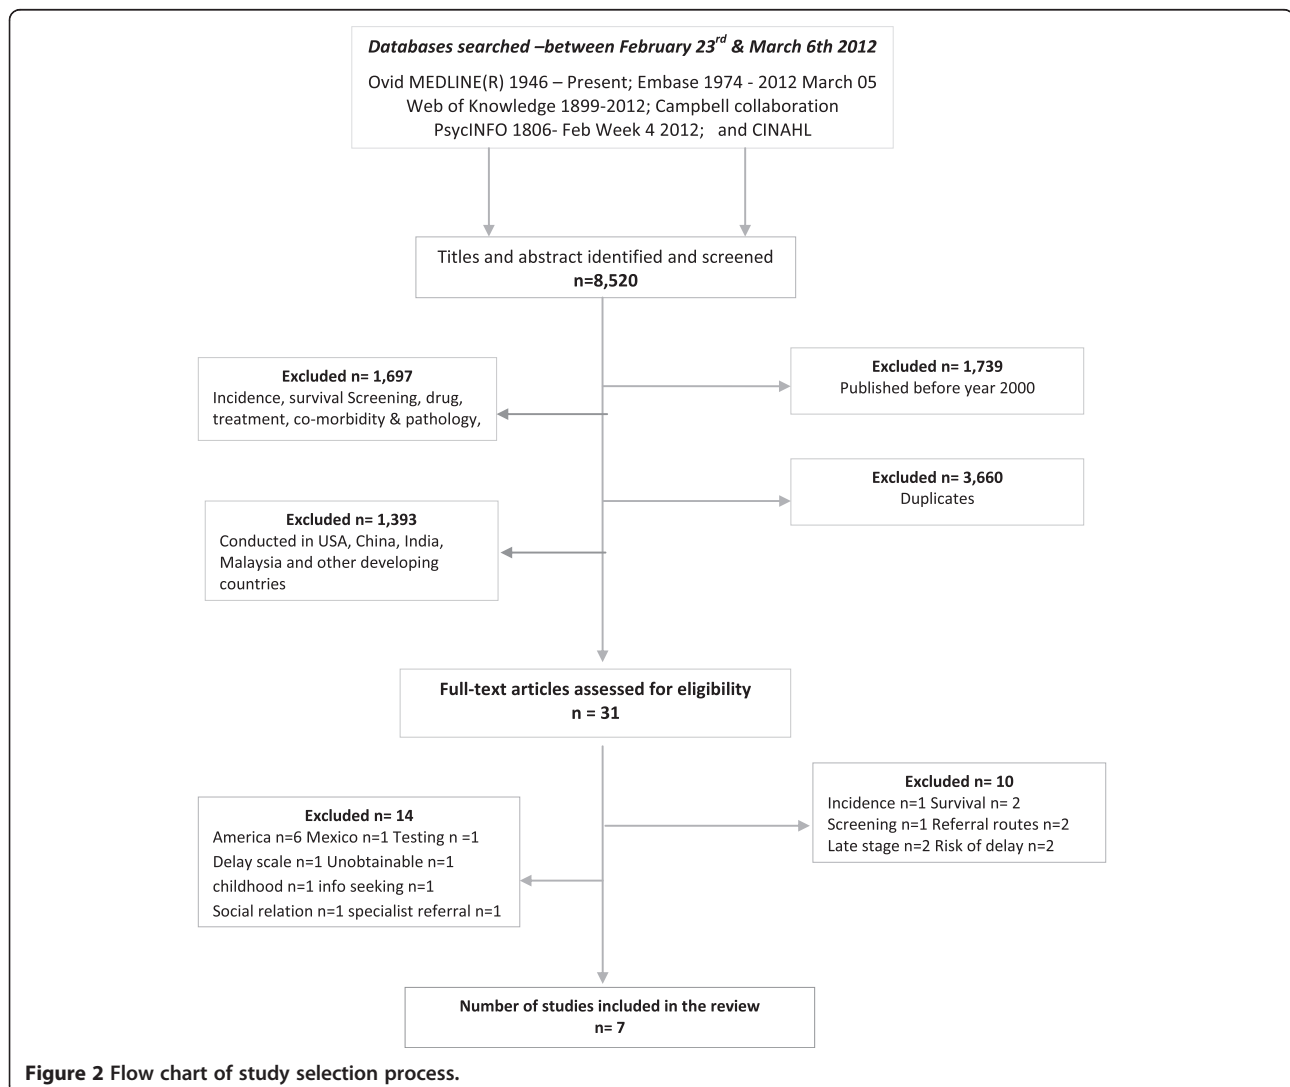 Databases searched –between February 23rd & March 6th 2012
Ovid MEDLINE(R) 1946 – Present; Embase 1974 - 2012 March 05
Web of Knowledge 1899-2012; Campbell collaboration
PsycINFO 1806- Feb Week 4 2012; and CINAHL
Titles and abstract identified and screened
n=8,520
Excluded n= 1,697
Incidence, survival Screening, drug,
treatment, co-morbidity & pathology,
Excluded n= 1,739
Published before year 2000
Excluded n= 3,660
Duplicates
Excluded n= 1,393
Conducted in USA, China, India,
Malaysia and other developing
countries
Full-text articles assessed for eligibility
n = 31
Excluded n= 10
Incidence n=1 Survival n= 2
Screening n=1 Referral routes n=2
Late stage n=2 Risk of delay n=2
Excluded n= 14
America n=6 Mexico n=1 Testing n =1
Delay scale n=1 Unobtainable n=1
childhood n=1 info seeking n=1
Social relation n=1 specialist referral n=1
Number of studies included in the review
n= 7
Figure 2 Flow chart of study selection process.